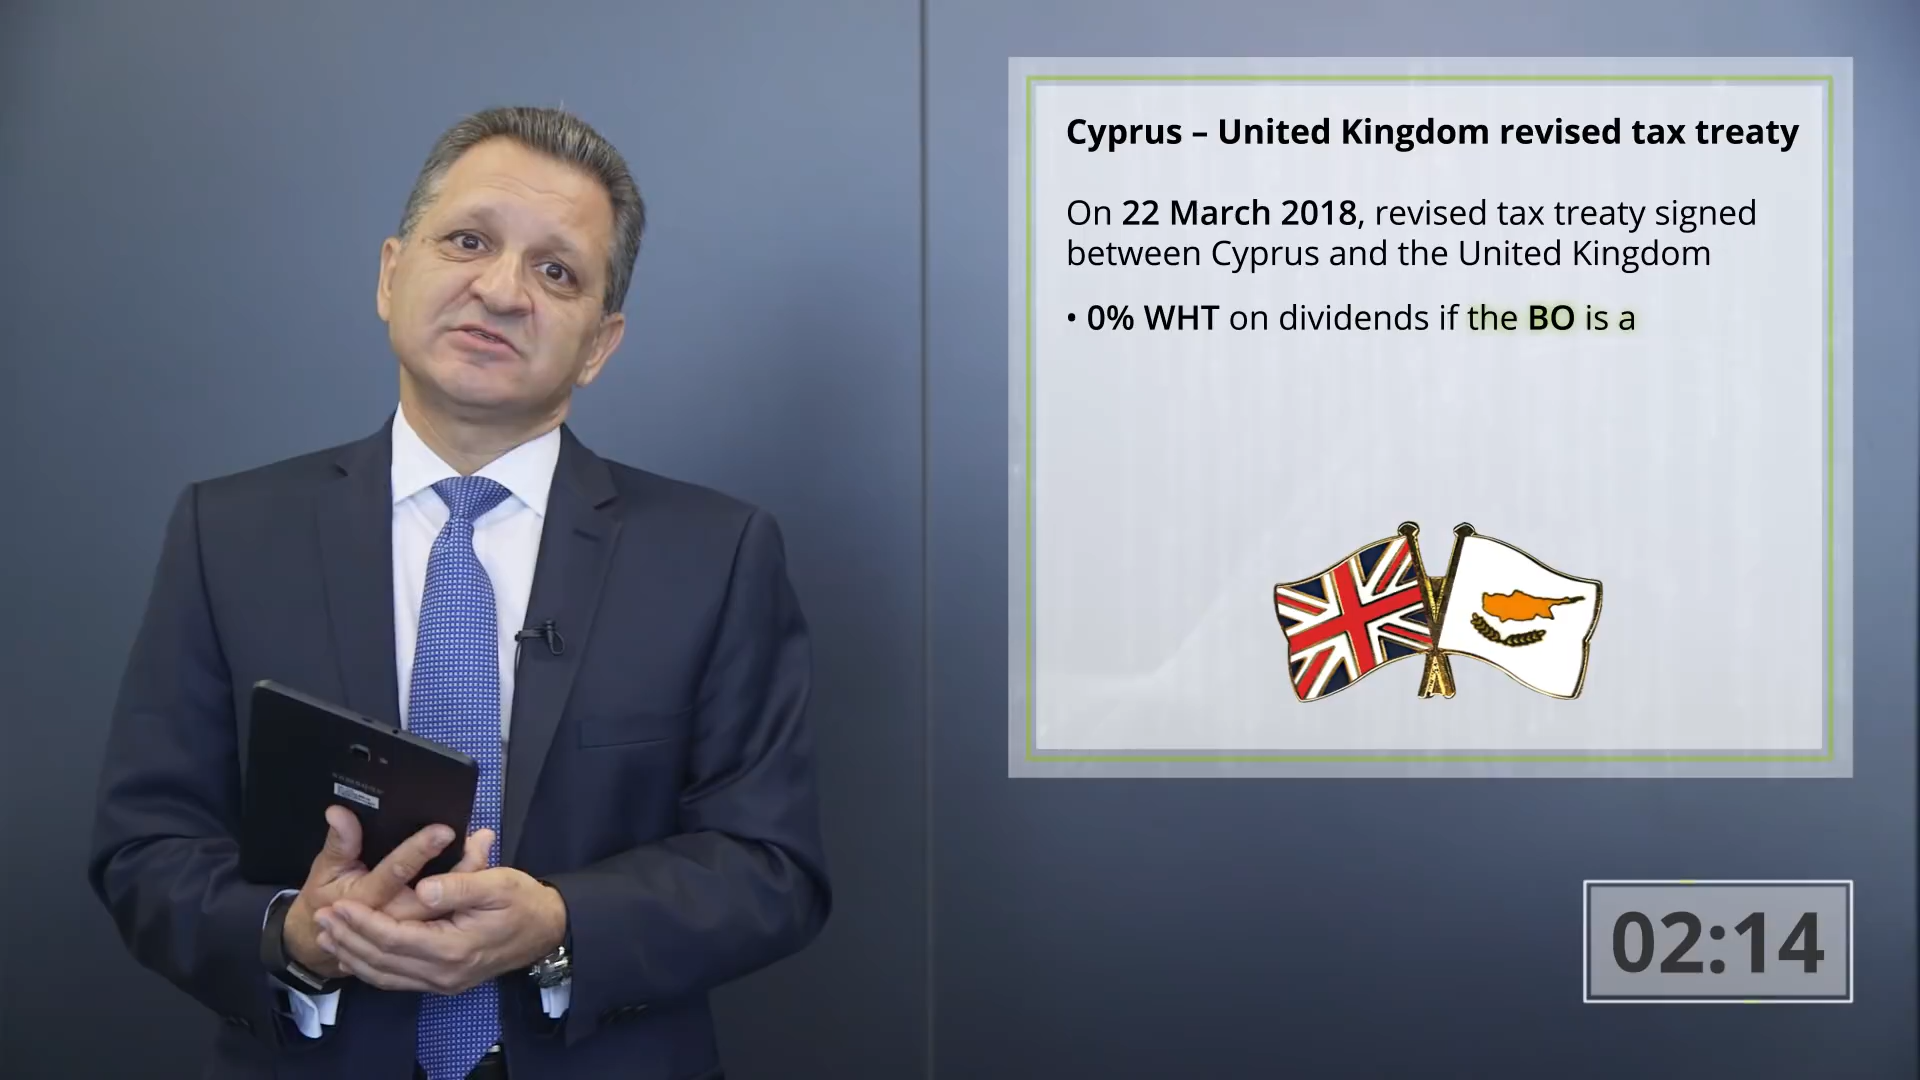 Cyprus – United Kingdom revised tax treaty
On 22 March 2018, revised tax treaty signed
between Cyprus and the United Kingdom
• 0% WHT on dividends if the BO is a
SAMSUNG
02:14